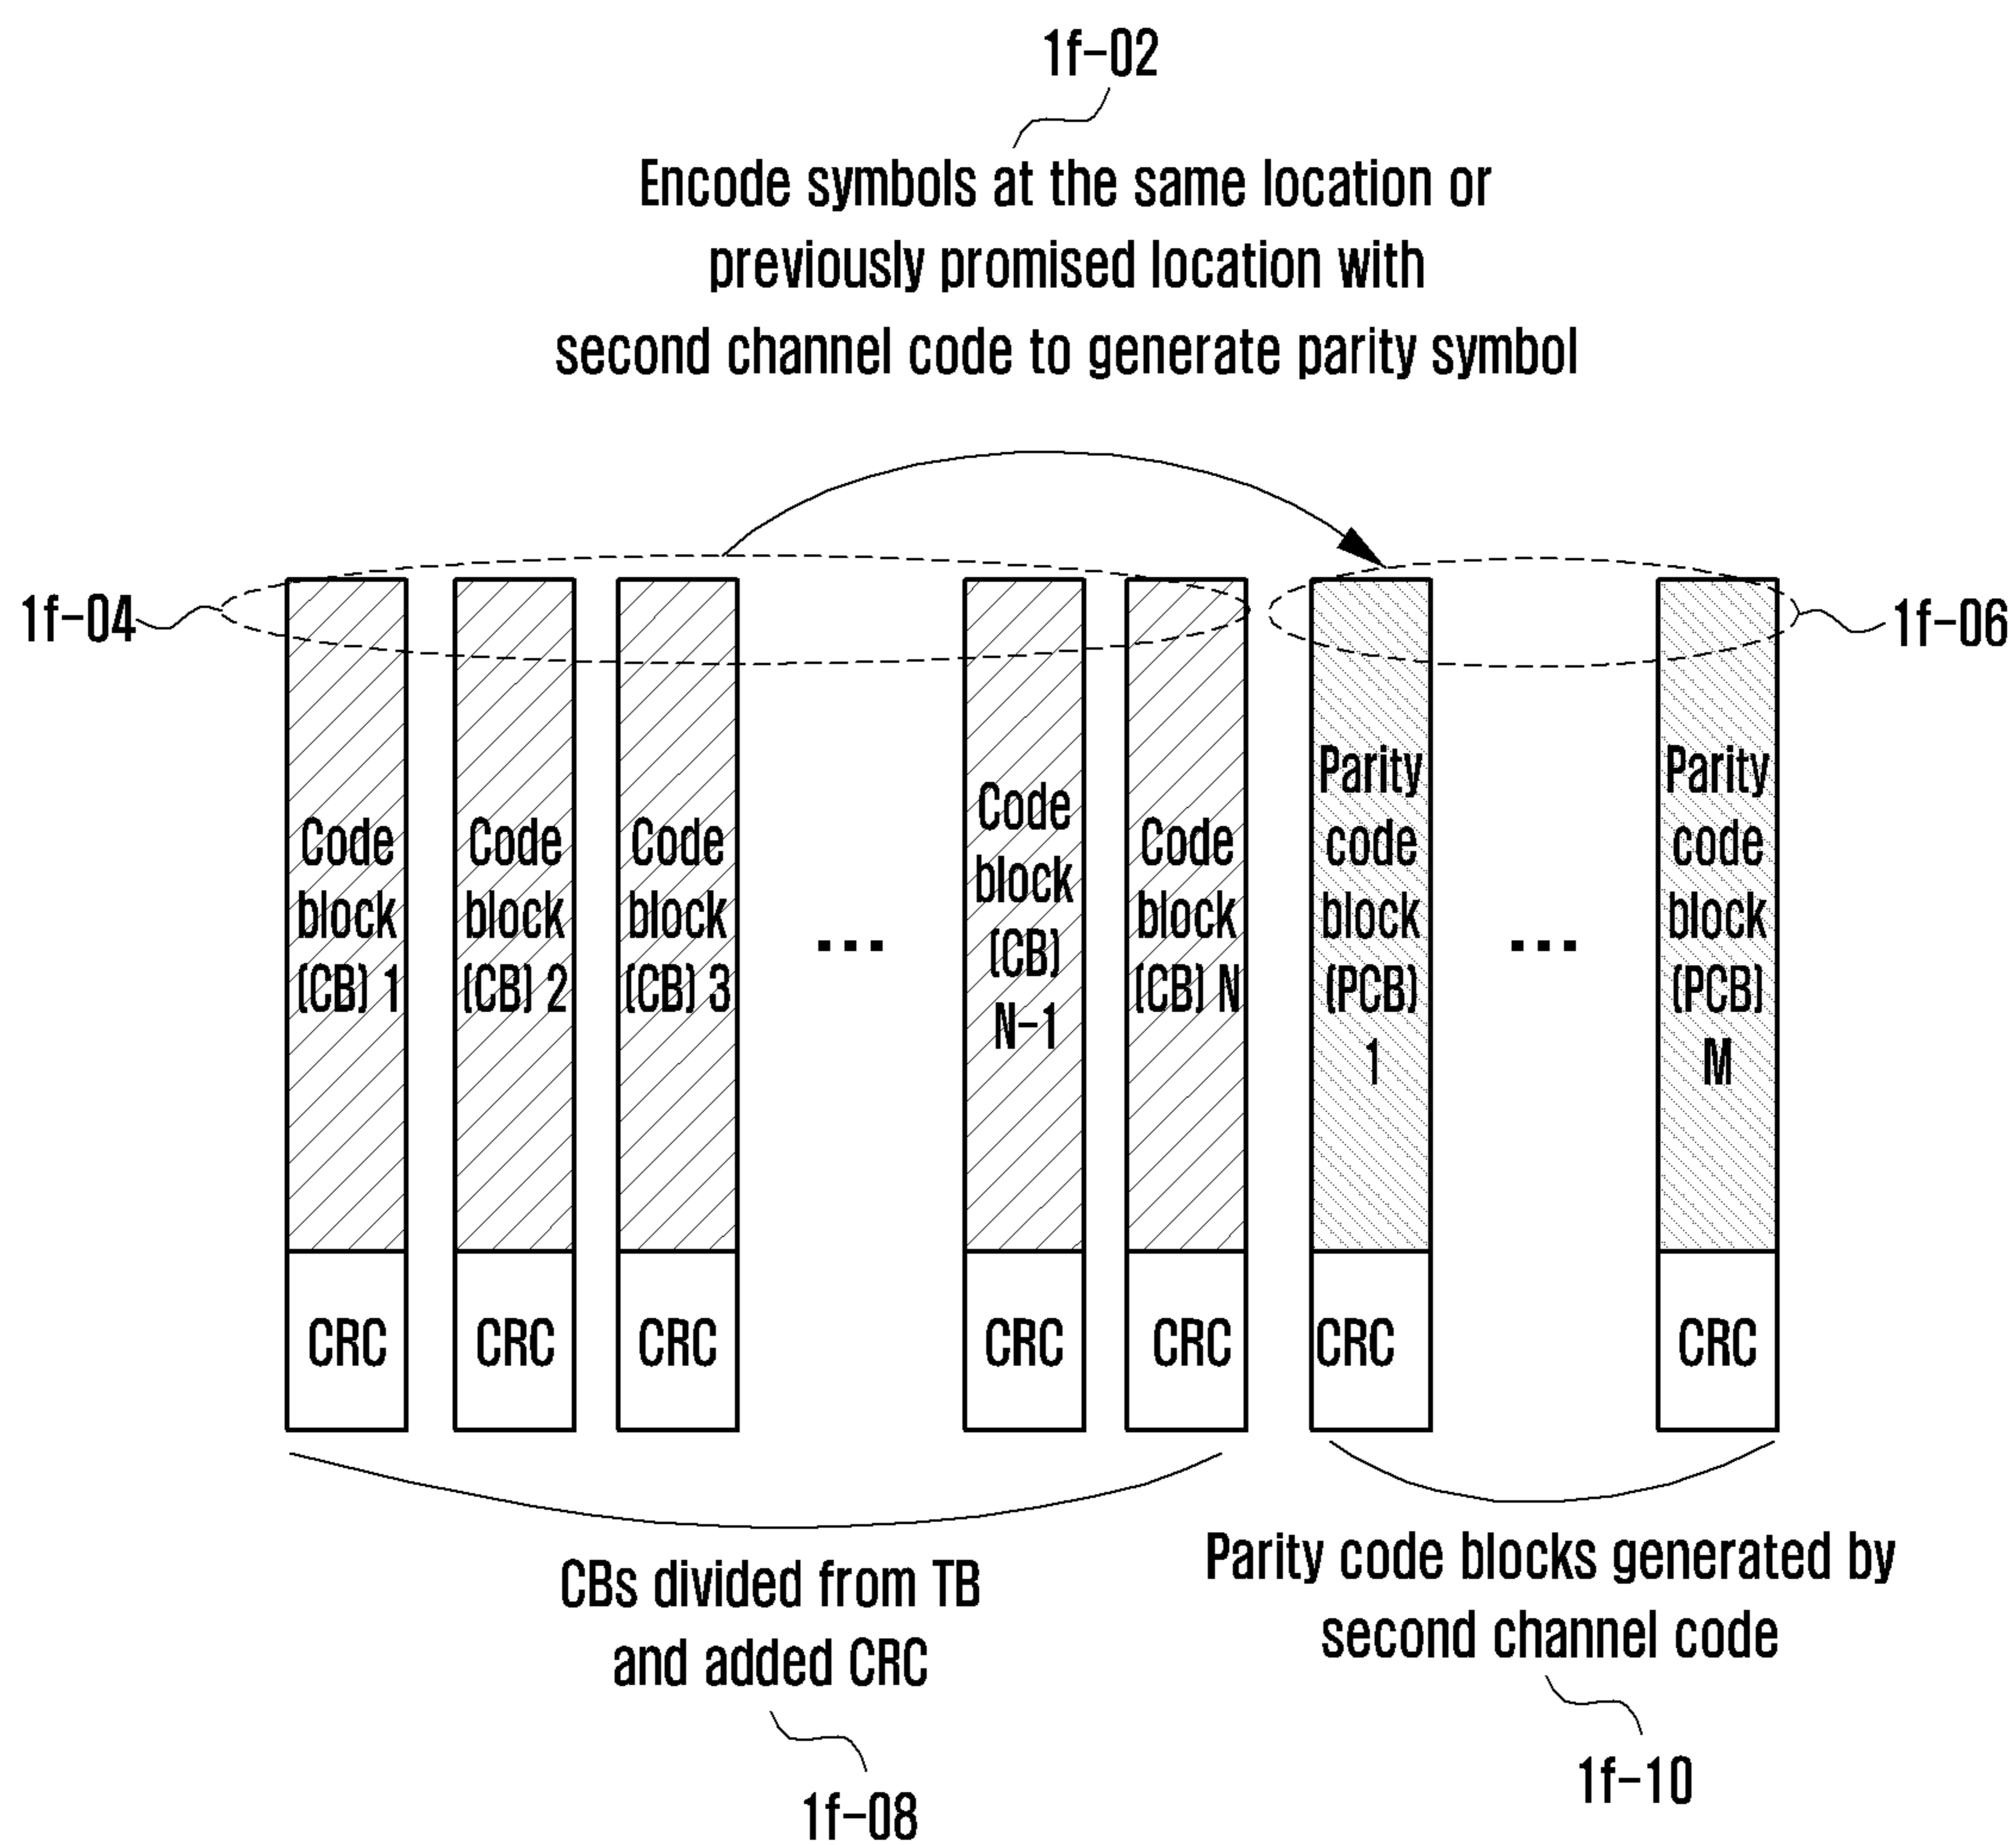 1f-02
Encode symbols at the same location or
previously promised location with
second channel code to generate parity symbol
1f-04
1f-06
Code
block
(CB) 1
Code
block
(CB) 2
Code
block
(CB) 3
...
Code
block
(CB)
N-1
Code
block
(CB) N
Parity
code
block
(PCB)
1
...
Parity
code
block
(PCB)
M
CRC
CRC
CRC
CRC
CRC
CRC
CRC
CBs divided from TB
and added CRC
1f-08
Parity code blocks generated by
second channel code
1f-10